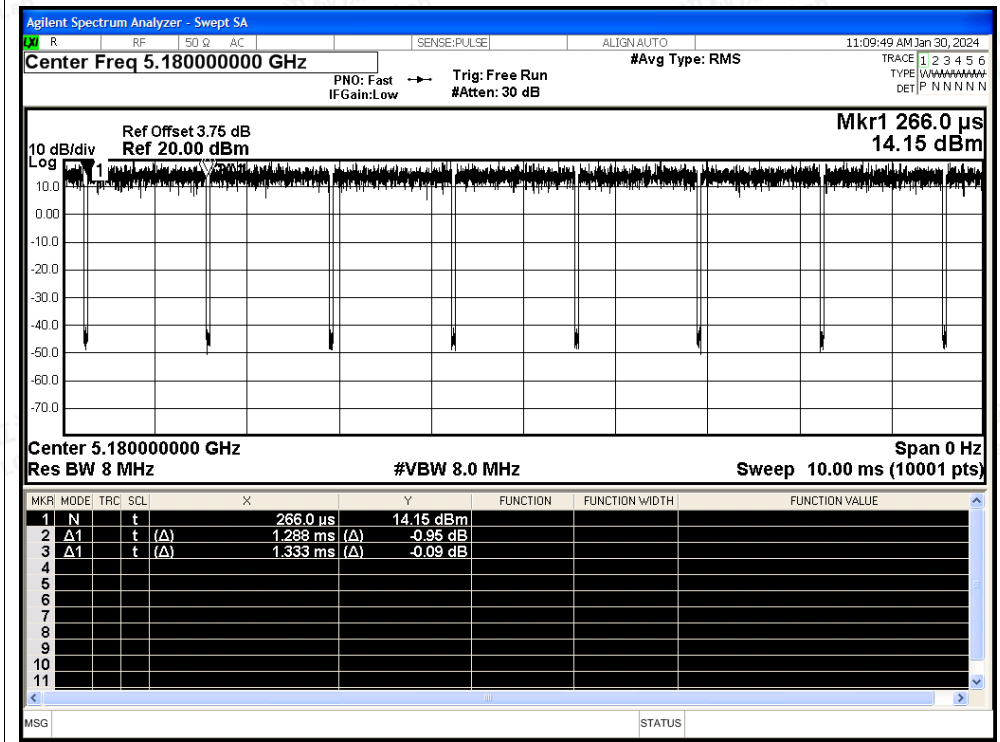 Agilent Spectrum Analyzer - Swept SA
LXI R RF 50 Ω AC SENSE:PULSE ALIGN AUTO 11:09:49 AM Jan 30, 2024
Center Freq 5.180000000 GHz #Avg Type: RMS TRACE 1 2 3 4 5 6
PNO: Fast Trig: Free Run TYPE
IFGain:Low #Atten: 30 dB DET P N N N N N
Mkr1 266.0 µs
Ref Offset 3.75 dB
10 dB/div Ref 20.00 dBm 14.15 dBm
Log
1
10.0
0.00
-10.0
-20.0
-30.0
-40.0
-50.0
-60.0
-70.0
Center 5.180000000 GHz Span 0 Hz
Res BW 8 MHz #VBW 8.0 MHz Sweep 10.00 ms (10001 pts)
MKR MODE TRC SCL X Y FUNCTION FUNCTION WIDTH FUNCTION VALUE
1 N t 266.0 µs 14.15 dBm
2 Δ1 t (Δ) 1.288 ms (Δ) -0.95 dB
3 Δ1 t (Δ) 1.333 ms (Δ) -0.09 dB
4
5
6
7
8
9
10
11
MSG STATUS